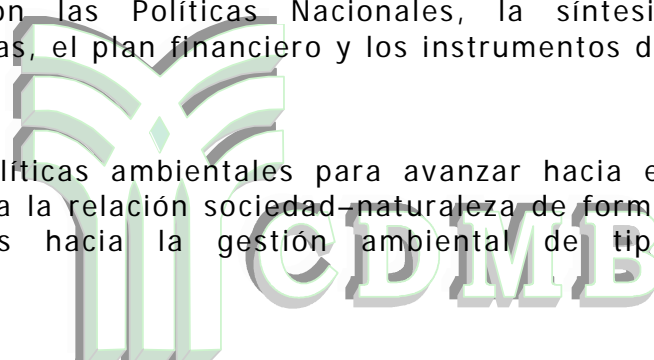 on las Políticas Nacionales, la síntesi
as, el plan financiero y los instrumentos d
líticas ambientales para avanzar hacia e
a la relación sociedad–naturaleza de form
s hacia la gestión ambiental de tip
CDMB